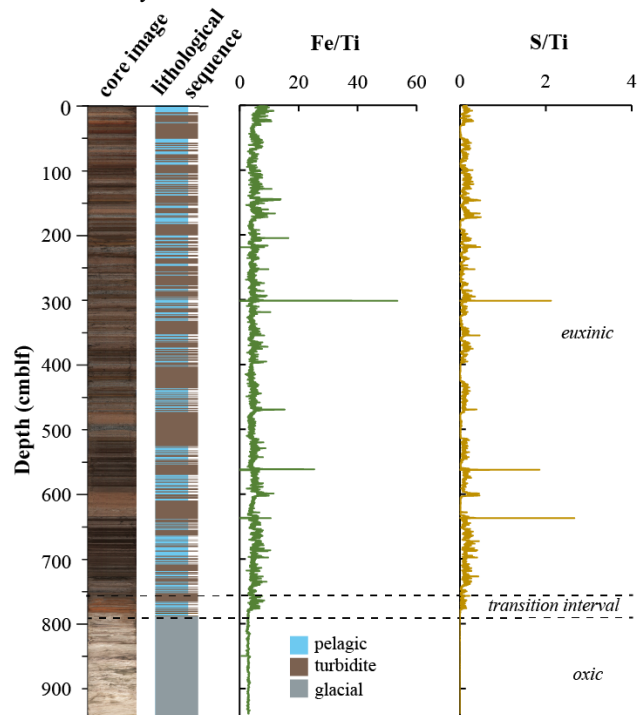 core image
lithological
sequence
Fe/Ti
S/Ti
0 20 40 60
0 2 4
0
100
200
300
400
500
600
700
800
900
Depth (cmblf)
euxinic
transition interval
oxic
pelagic
turbidite
glacial